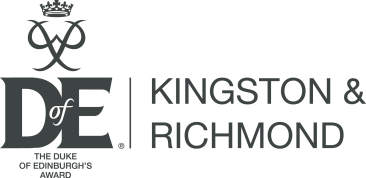 DofE®
THE DUKE
OF EDINBURGH'S
AWARD
KINGSTON &
RICHMOND